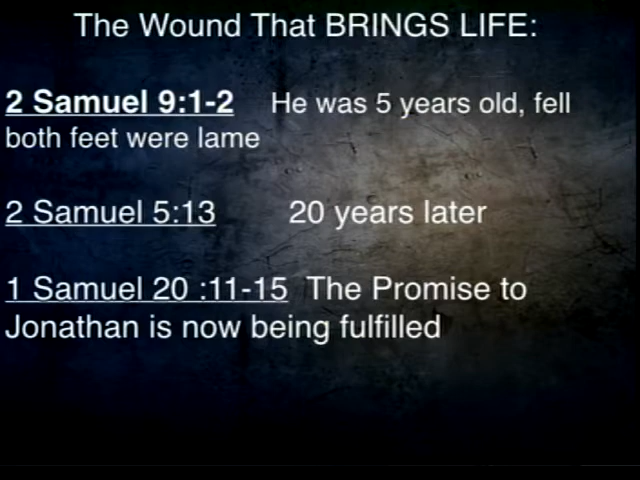 The Wound That BRINGS LIFE:
2 Samuel 9:1-2 He was 5 years old, fell
both feet were lame
2 Samuel 5:13 20 years later
1 Samuel 20 :11-15 The Promise to
Jonathan is now being fulfilled